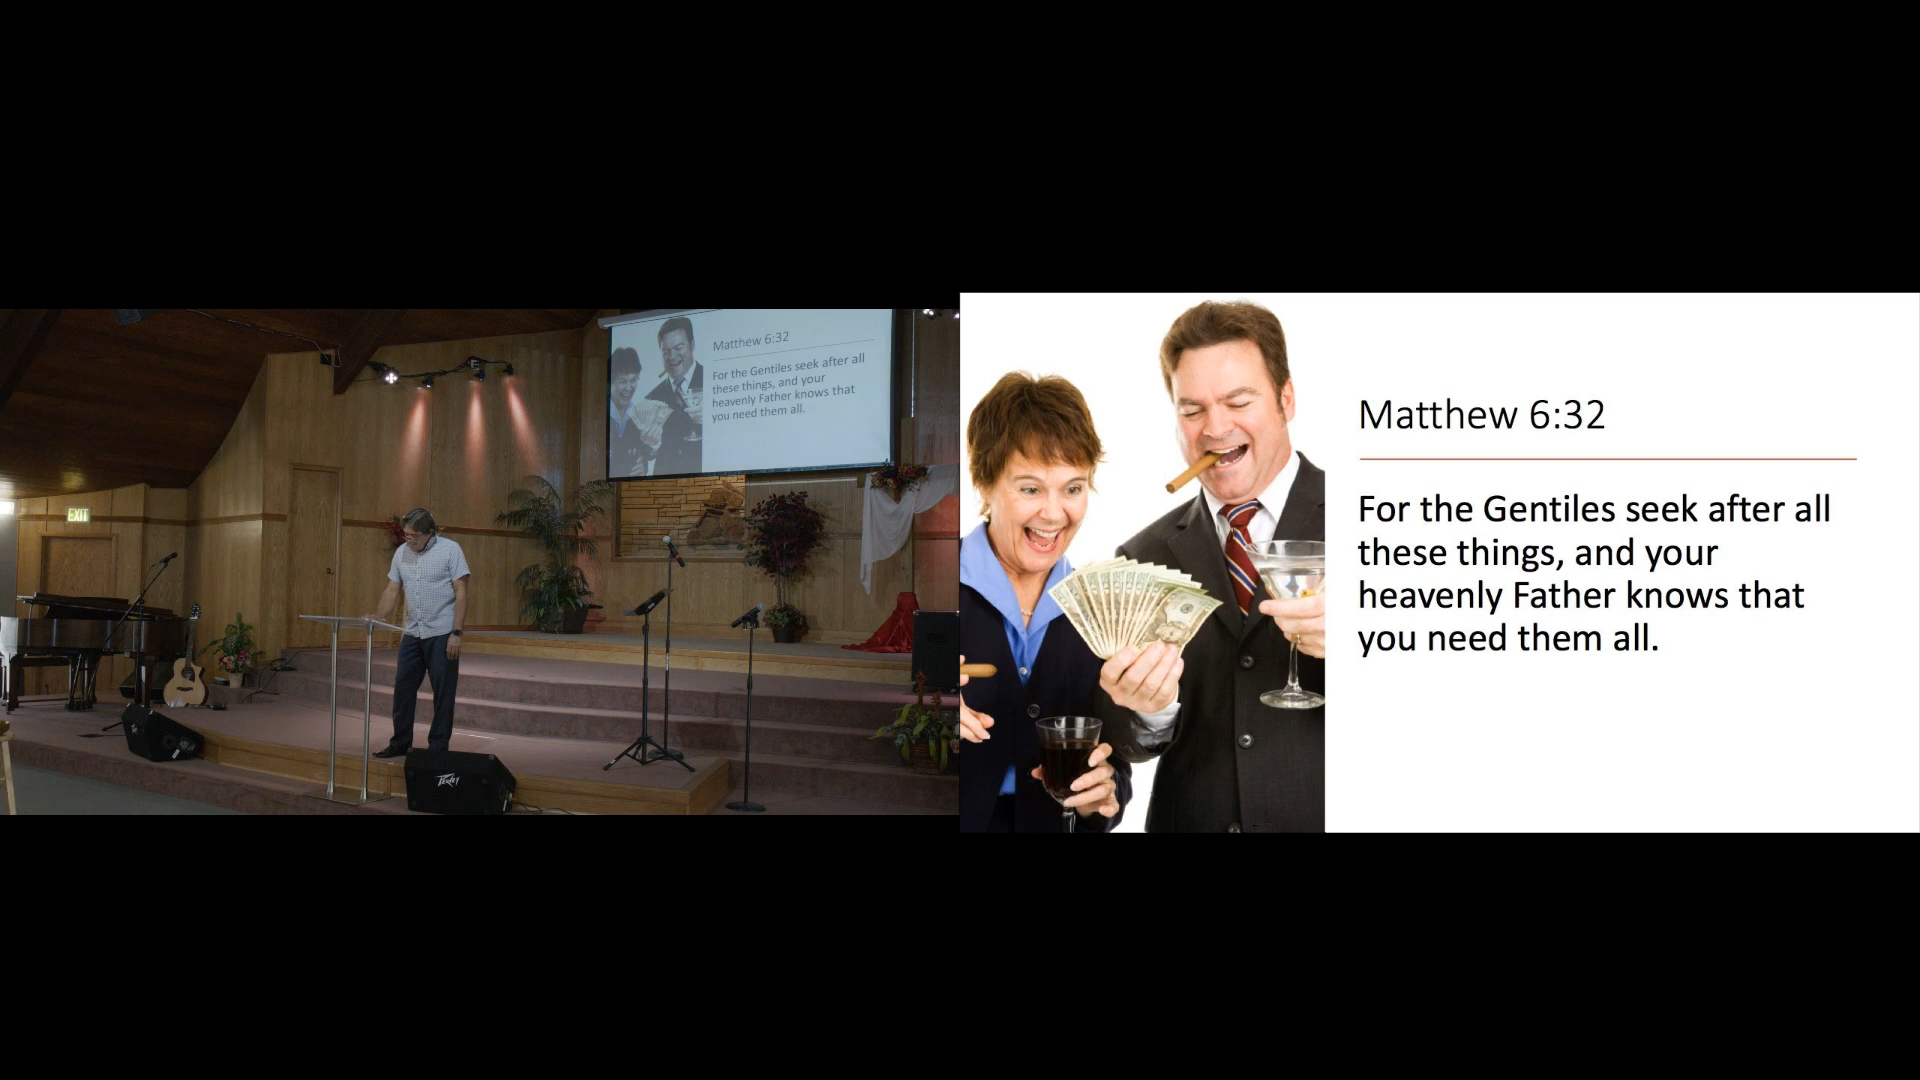 EXIT
Matthew 6:32
For the Gentiles seek after all
these things, and your
heavenly Father knows that
you need them all.
PEAVEY
Matthew 6:32
For the Gentiles seek after all
these things, and your
heavenly Father knows that
you need them all.